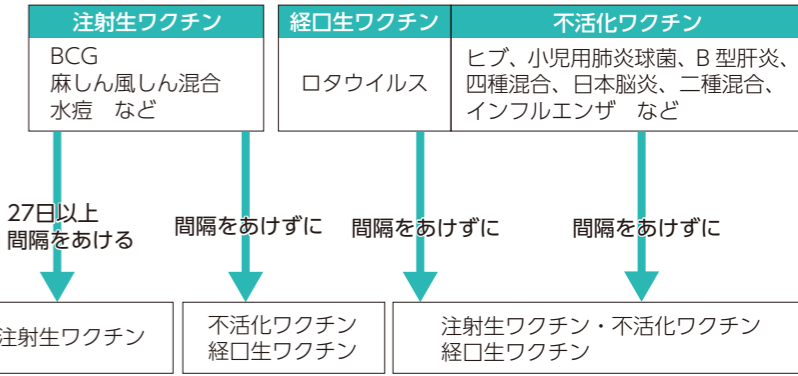 注射生ワクチン
BCG
麻しん風しん混合
水痘　など
経口生ワクチン
ロタウイルス
不活化ワクチン
ヒブ、小児用肺炎球菌、B 型肝炎、
四種混合、日本脳炎、二種混合、
インフルエンザ　など
27日以上
間隔をあける
間隔をあけずに
間隔をあけずに
間隔をあけずに
注射生ワクチン
不活化ワクチン
経口生ワクチン
注射生ワクチン・不活化ワクチン
経口生ワクチン